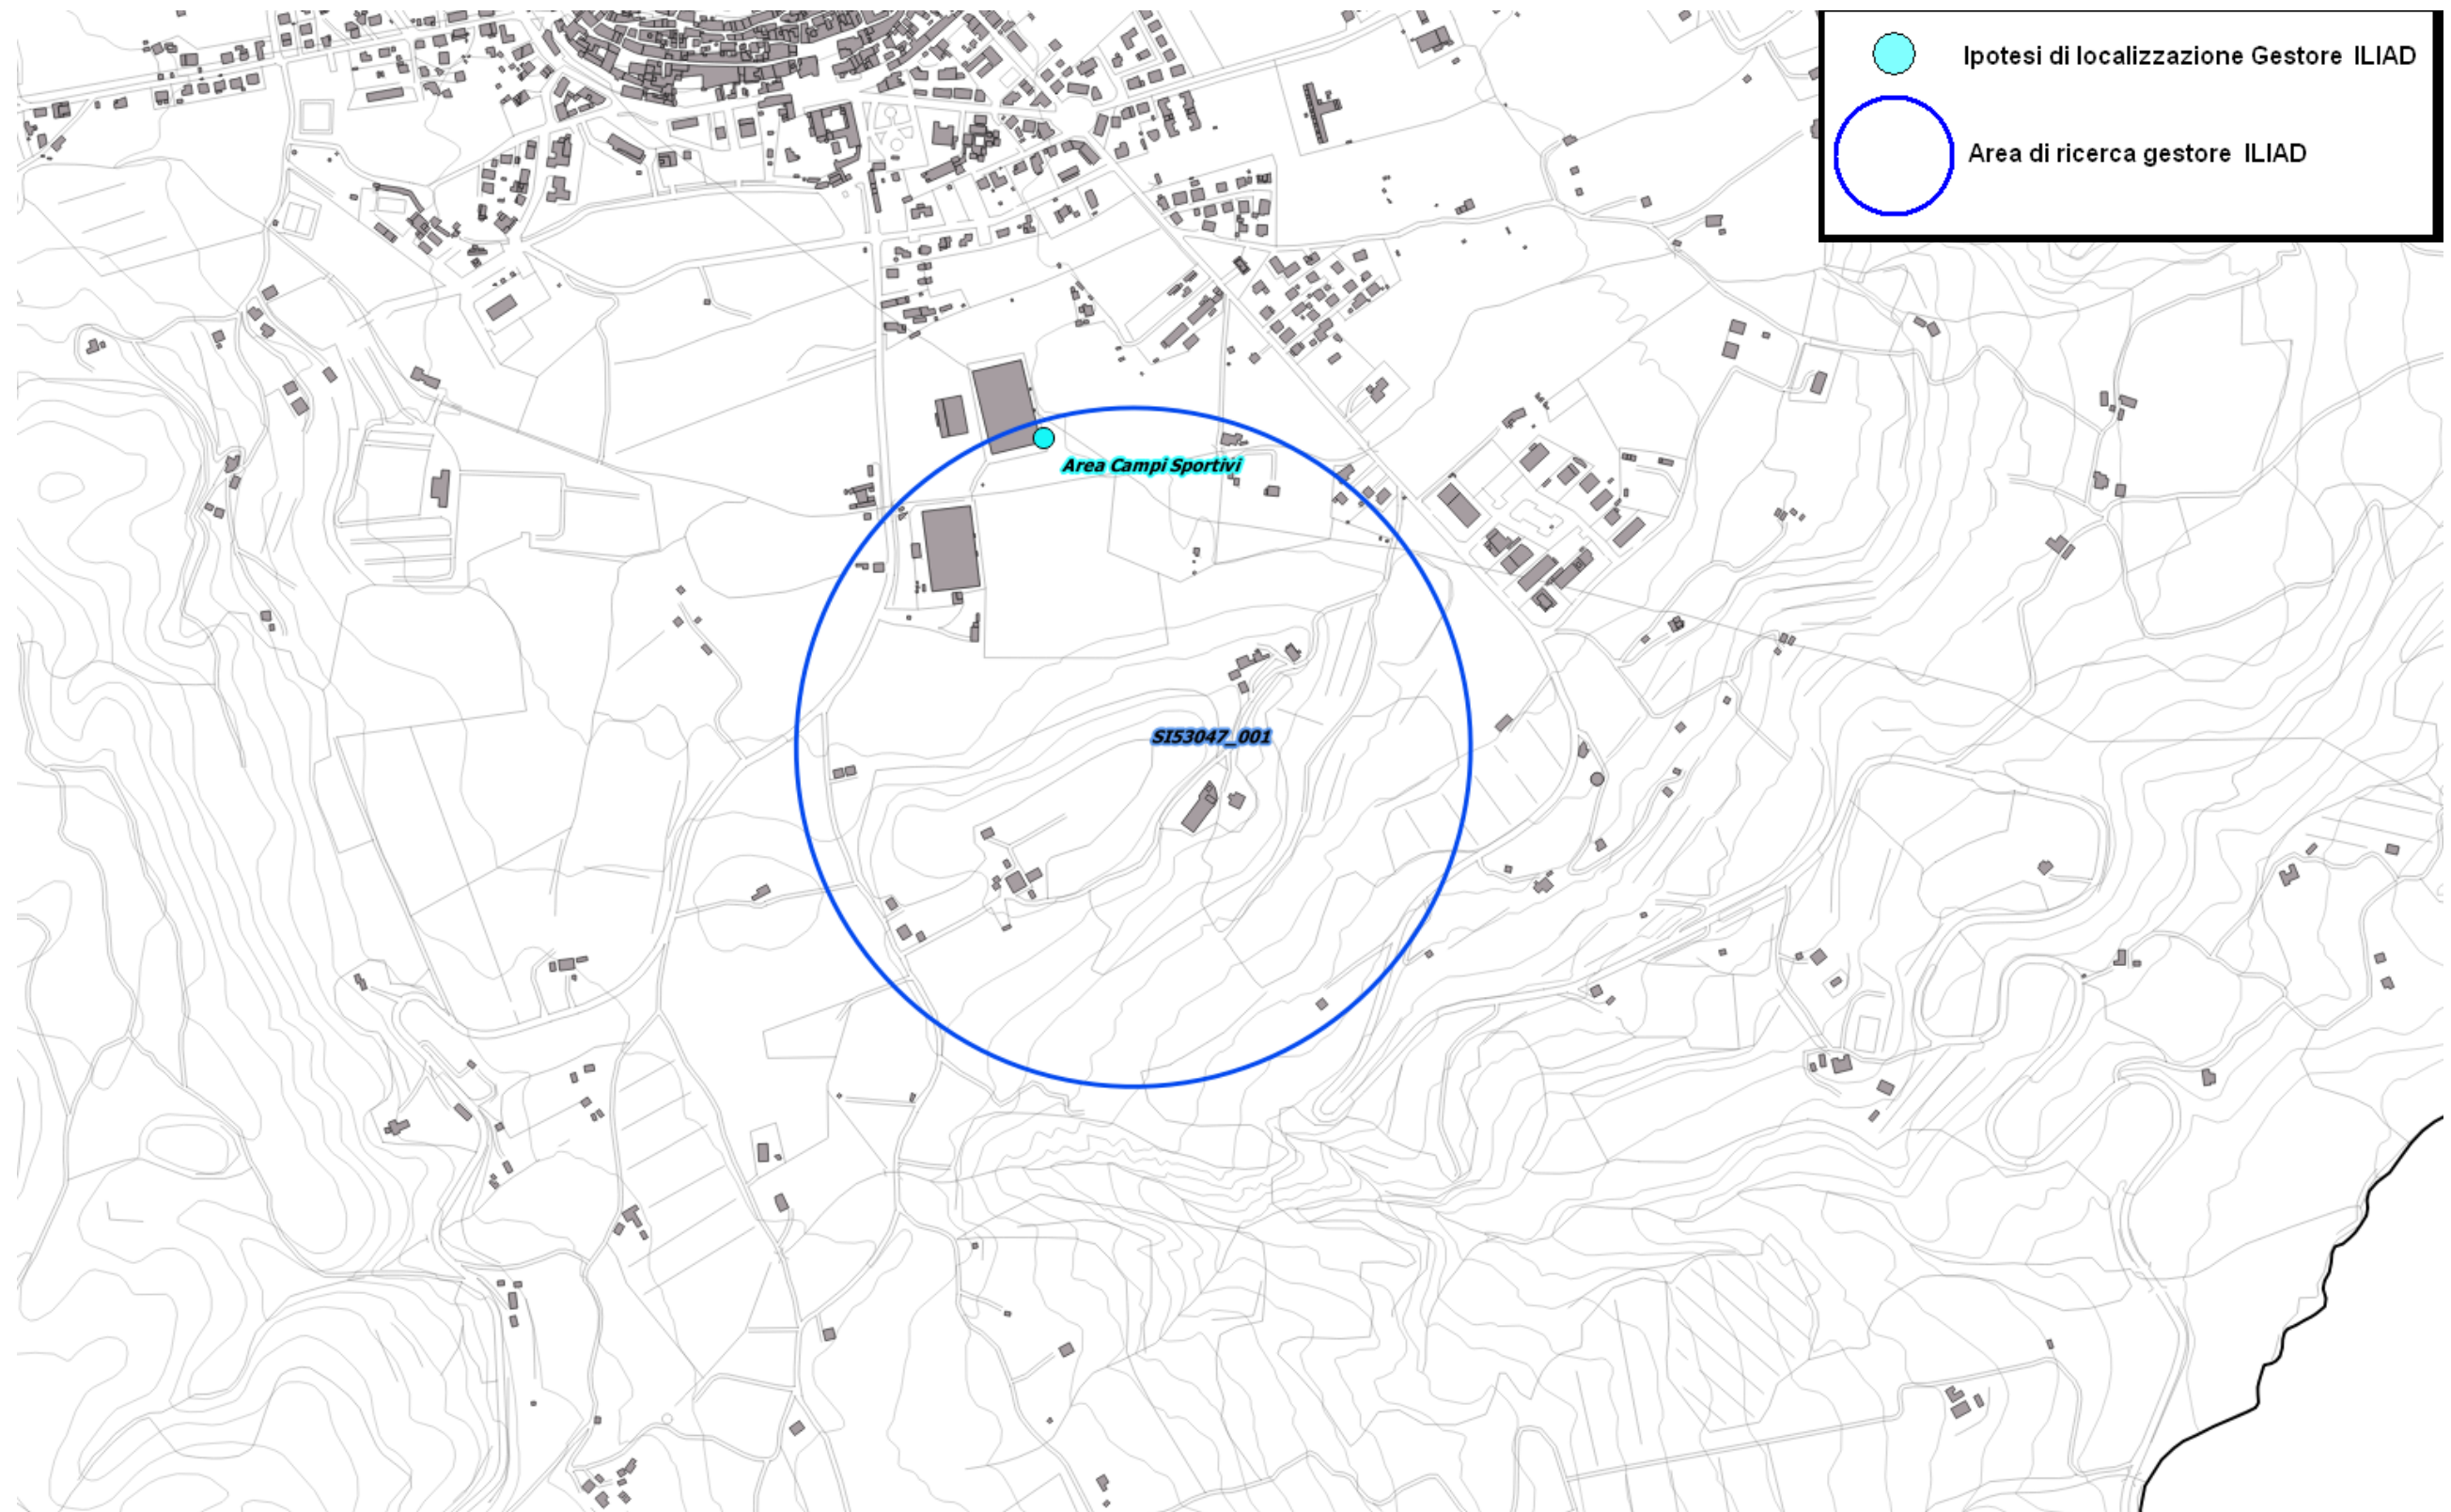 Ipotesi di localizzazione Gestore ILIAD
Area di ricerca gestore ILIAD
Area Campi Sportivi
SI53047_001